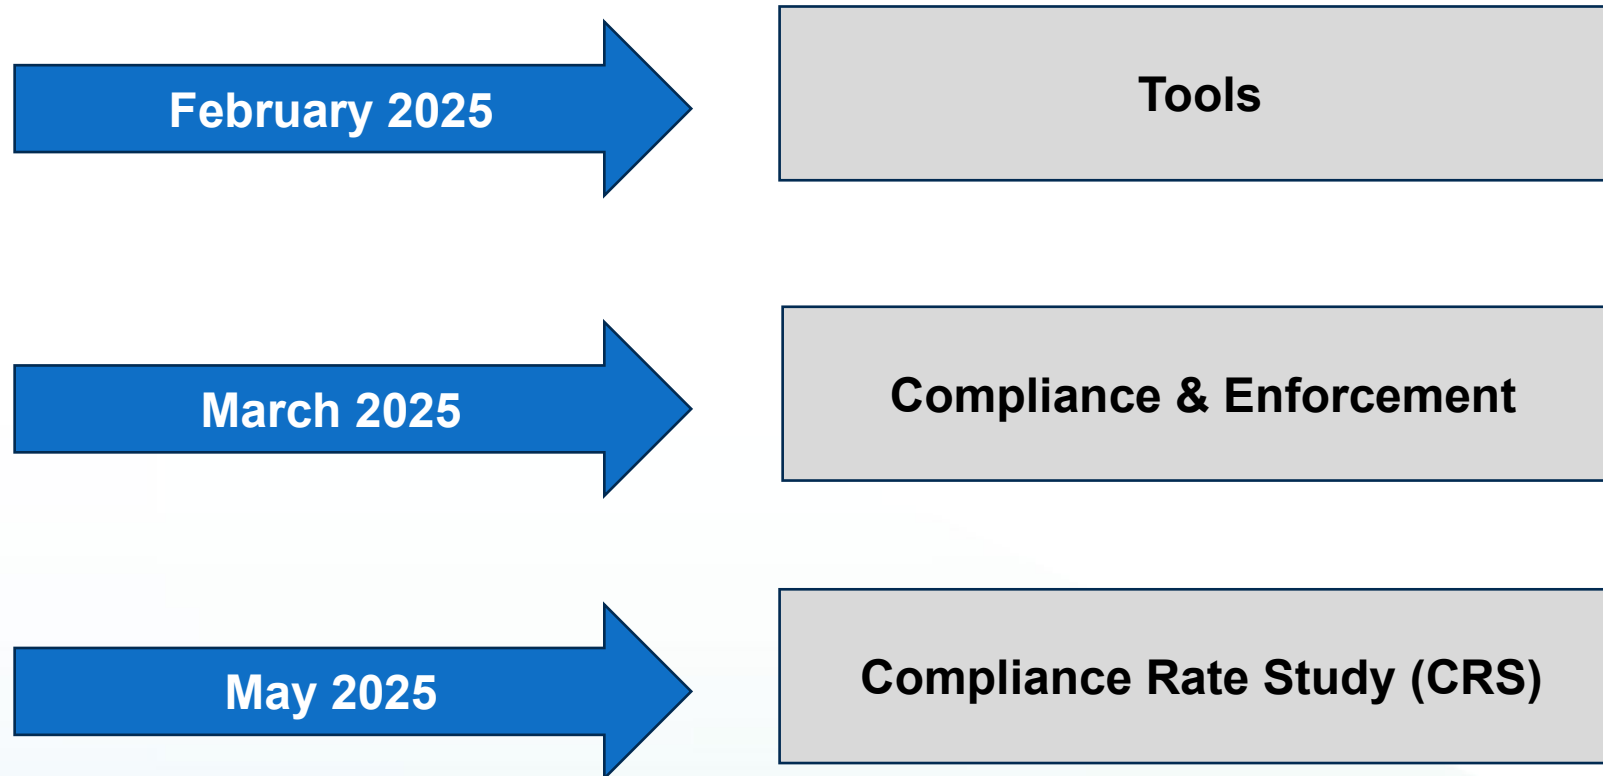 February 2025
Tools
March 2025
Compliance & Enforcement
May 2025
Compliance Rate Study (CRS)